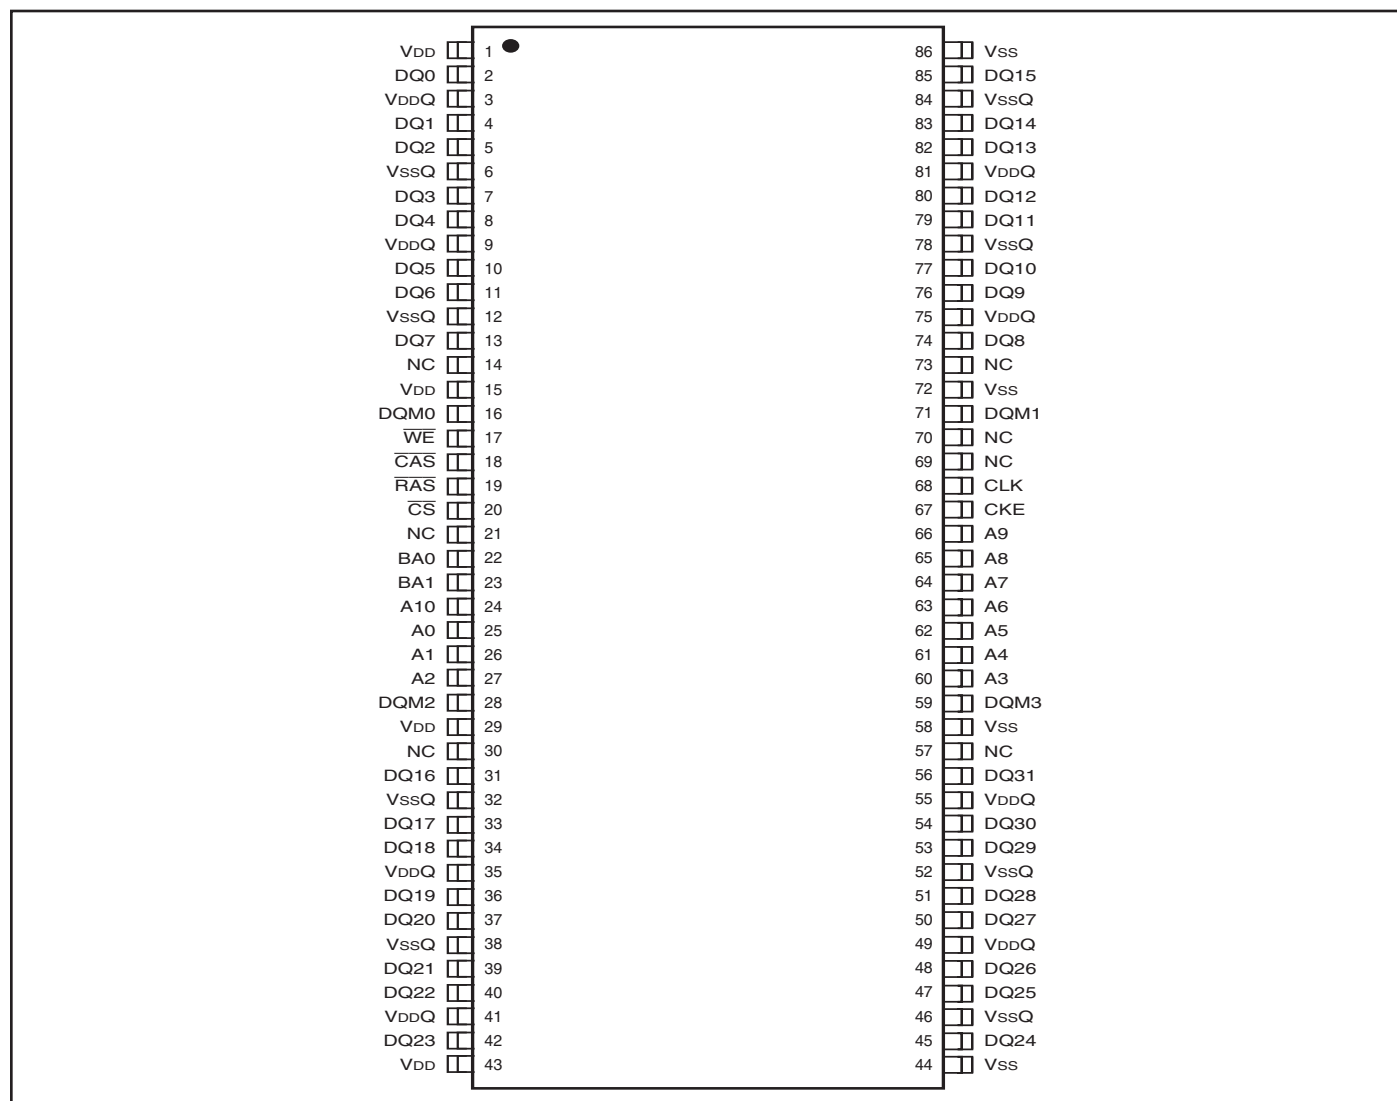 VDD 1 86 VSS
DQ0 2 85 DQ15
VDDQ 3 84 VSSQ
DQ1 4 83 DQ14
DQ2 5 82 DQ13
VSSQ 6 81 VDDQ
DQ3 7 80 DQ12
DQ4 8 79 DQ11
VDDQ 9 78 VSSQ
DQ5 10 77 DQ10
DQ6 11 76 DQ9
VSSQ 12 75 VDDQ
DQ7 13 74 DQ8
NC 14 73 NC
VDD 15 72 VSS
DQM0 16 71 DQM1
W̅E̅ 17 70 NC
C̅A̅S̅ 18 69 NC
R̅A̅S̅ 19 68 CLK
C̅S̅ 20 67 CKE
NC 21 66 A9
BA0 22 65 A8
BA1 23 64 A7
A10 24 63 A6
A0 25 62 A5
A1 26 61 A4
A2 27 60 A3
DQM2 28 59 DQM3
VDD 29 58 VSS
NC 30 57 NC
DQ16 31 56 DQ31
VSSQ 32 55 VDDQ
DQ17 33 54 DQ30
DQ18 34 53 DQ29
VDDQ 35 52 VSSQ
DQ19 36 51 DQ28
DQ20 37 50 DQ27
VSSQ 38 49 VDDQ
DQ21 39 48 DQ26
DQ22 40 47 DQ25
VDDQ 41 46 VSSQ
DQ23 42 45 DQ24
VDD 43 44 VSS